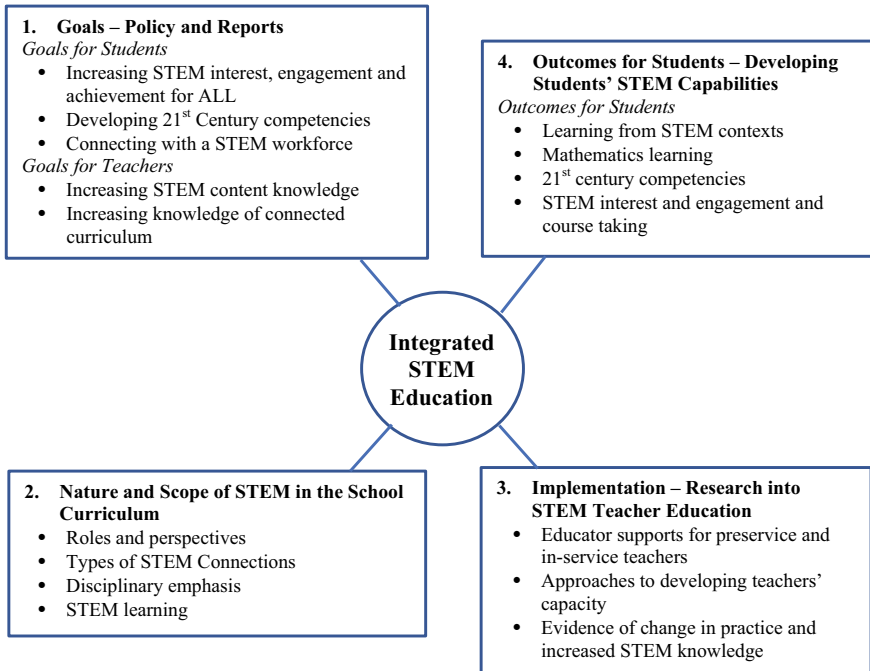 1. Goals – Policy and Reports
Goals for Students
• Increasing STEM interest, engagement and
achievement for ALL
• Developing 21st Century competencies
• Connecting with a STEM workforce
Goals for Teachers
• Increasing STEM content knowledge
• Increasing knowledge of connected
curriculum
4. Outcomes for Students – Developing
Students’ STEM Capabilities
Outcomes for Students
• Learning from STEM contexts
• Mathematics learning
• 21st century competencies
• STEM interest and engagement and
course taking
Integrated
STEM
Education
2. Nature and Scope of STEM in the School
Curriculum
• Roles and perspectives
• Types of STEM Connections
• Disciplinary emphasis
• STEM learning
3. Implementation – Research into
STEM Teacher Education
• Educator supports for preservice and
in-service teachers
• Approaches to developing teachers’
capacity
• Evidence of change in practice and
increased STEM knowledge